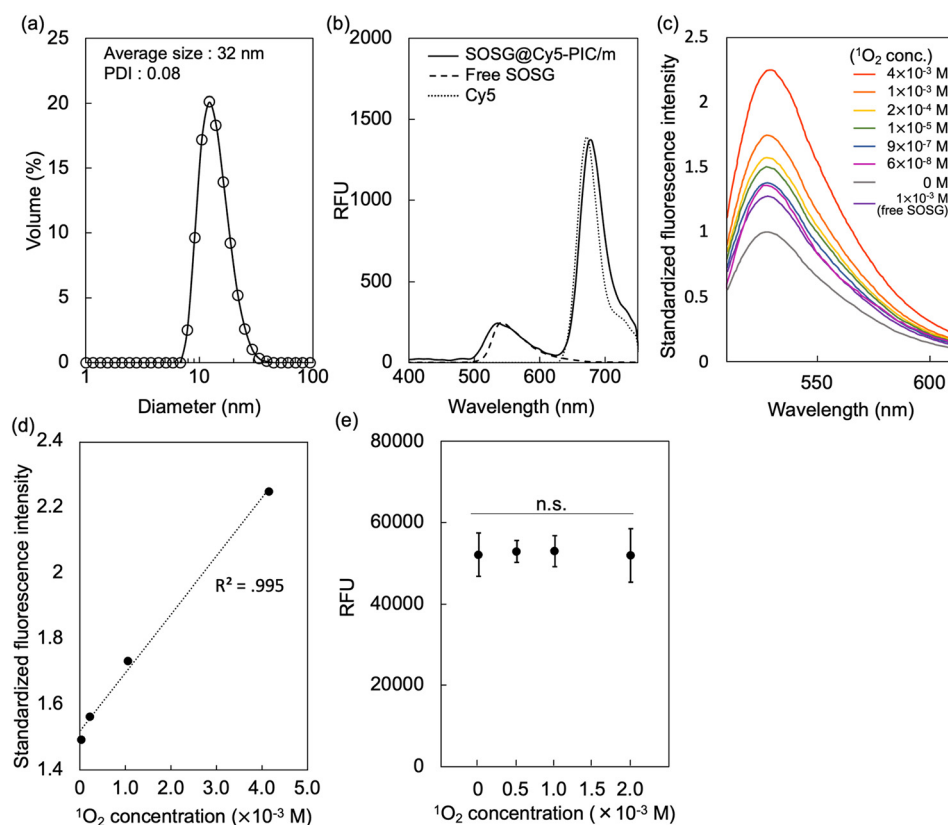 (a)
Average size : 32 nm
PDI : 0.08
25
20
15
10
5
0
Volume (%)
1
10
100
Diameter (nm)
(b)
SOSG@Cy5-PIC/m
Free SOSG
Cy5
2000
1500
1000
500
0
RFU
400
500
600
700
Wavelength (nm)
(c)
(¹O₂ conc.)
4×10⁻³ M
1×10⁻³ M
2×10⁻⁴ M
1×10⁻⁵ M
9×10⁻⁷ M
6×10⁻⁸ M
0 M
1×10⁻³ M
(free SOSG)
2.5
2
1.5
1
0.5
0
Standardized fluorescence intensity
550
600
Wavelength (nm)
(d)
2.4
2.2
2
1.8
1.6
1.4
Standardized fluorescence intensity
R² = .995
0
1.0
2.0
3.0
4.0
5.0
¹O₂ concentration (×10⁻³ M)
(e)
80000
60000
40000
20000
0
RFU
n.s.
0
0.5
1.0
2.0
¹O₂ concentration (×10⁻³ M)